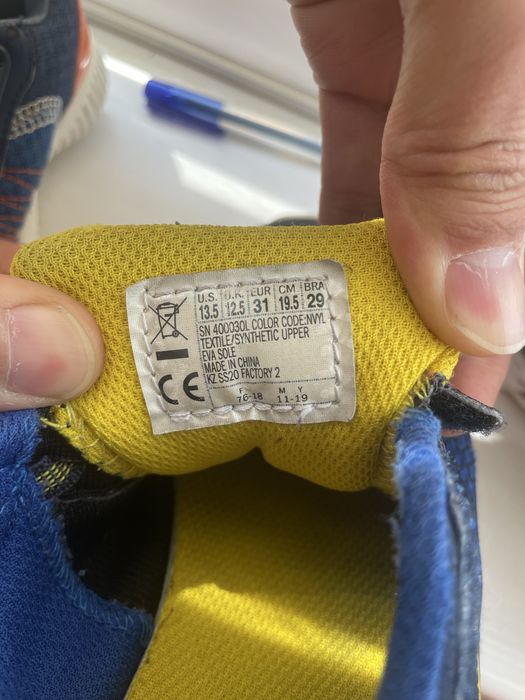 U.S. U.K. EUR CM BRA
13.5 12.5 31 19.5 29
SN 400030L COLOR CODE:NVYL
TEXTILE/SYNTHETIC UPPER
EVA SOLE
MADE IN CHINA
KZ SS20 FACTORY 2
CE
F M Y
76-18 11-19